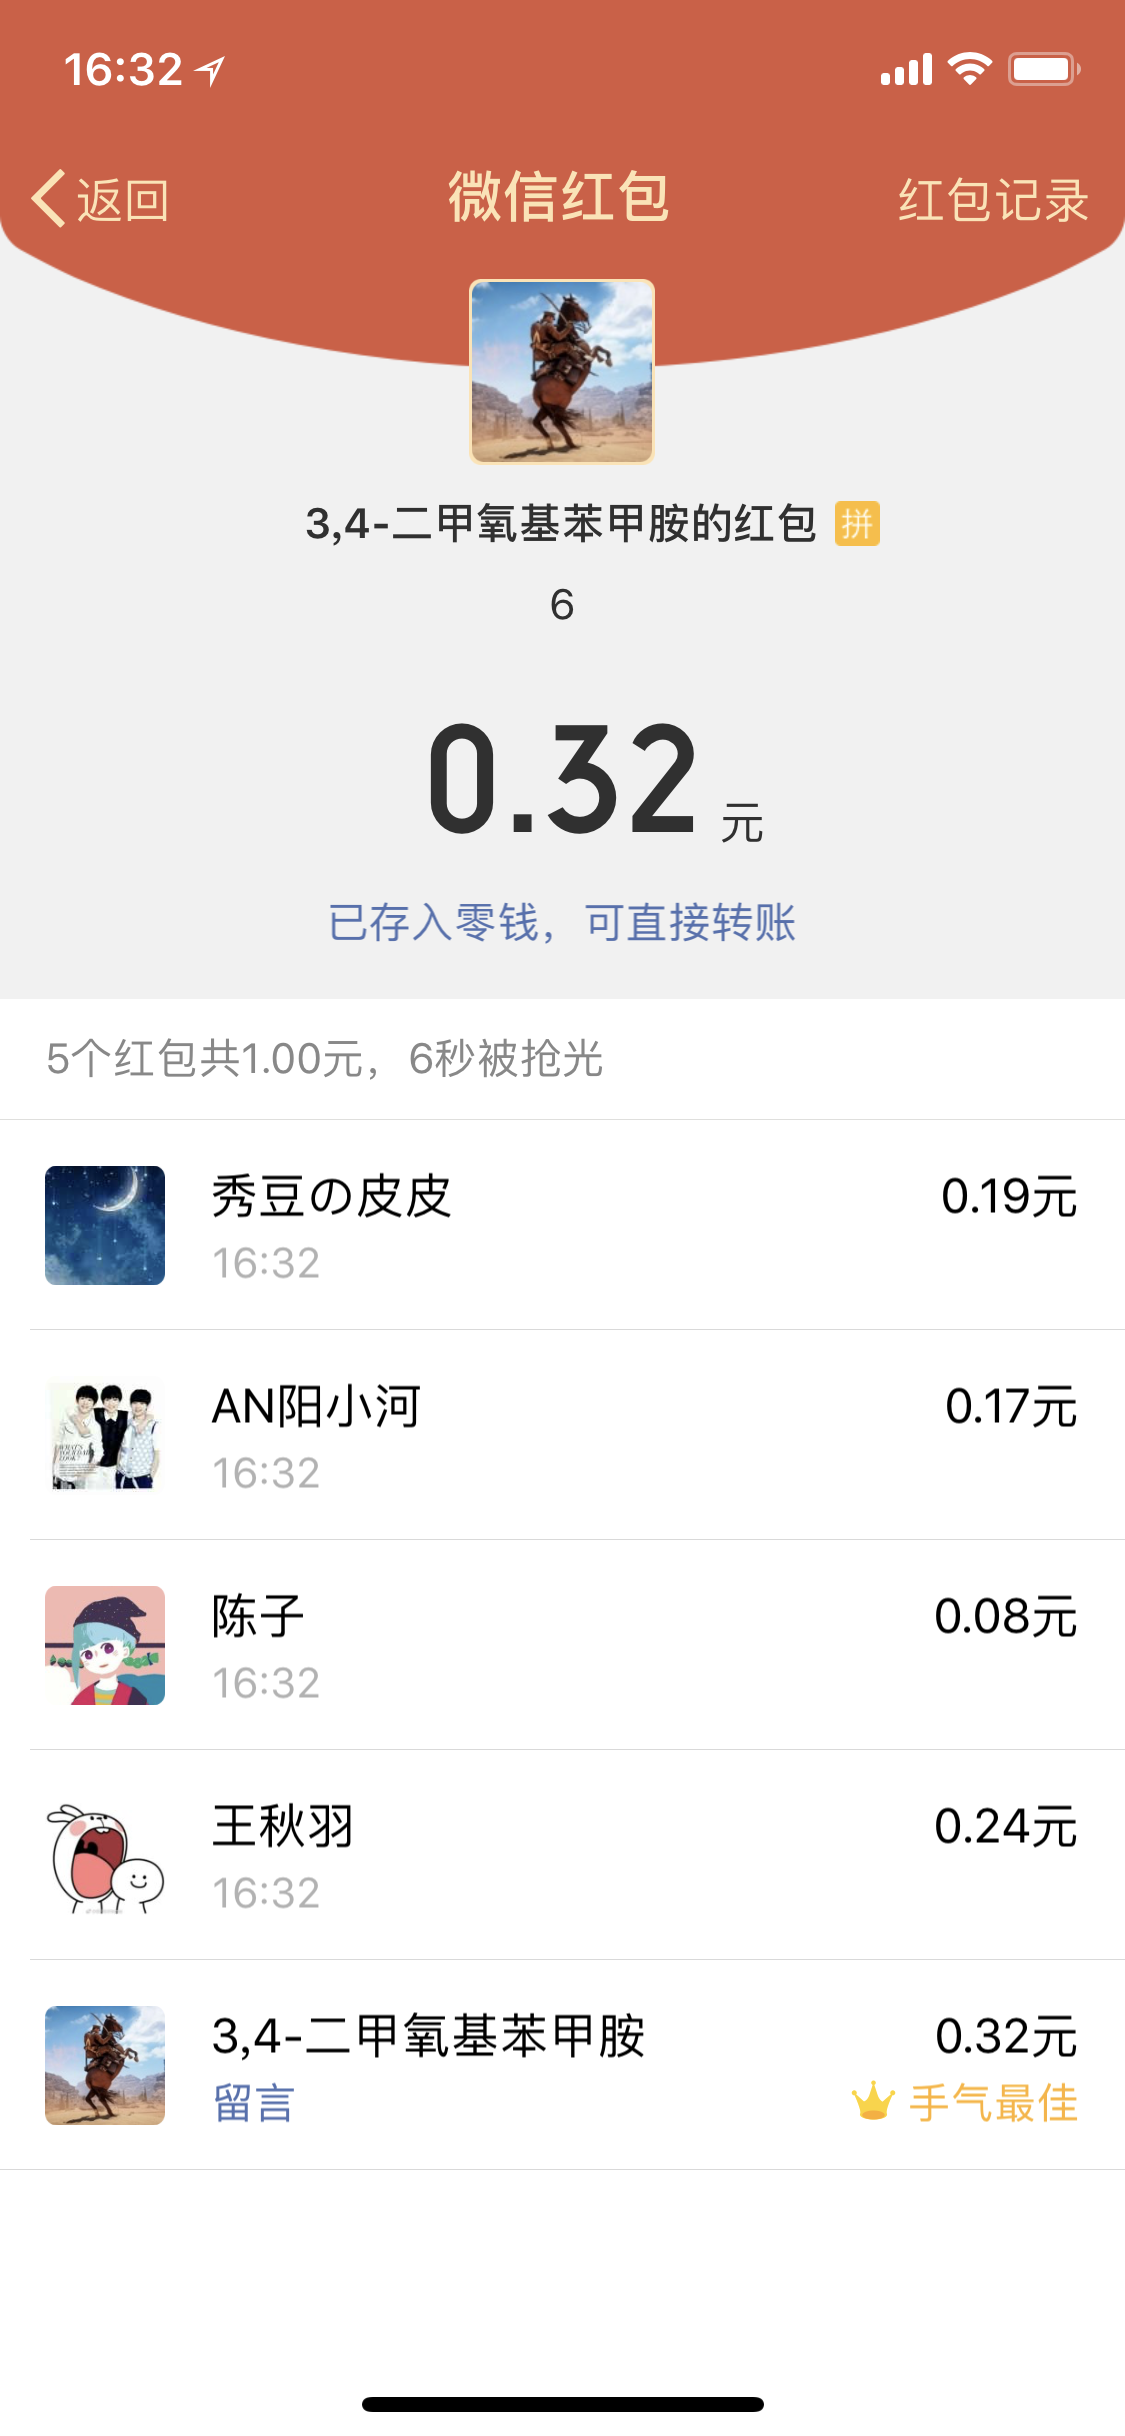 16:32
返回 微信红包 红包记录
3,4-二甲氧基苯甲胺的红包 拼
6
0.32 元
已存入零钱，可直接转账
5个红包共1.00元，6秒被抢光
秀豆の皮皮 0.19元
16:32
AN阳小河 0.17元
16:32
陈子 0.08元
16:32
王秋羽 0.24元
16:32
3,4-二甲氧基苯甲胺 0.32元
留言 手气最佳